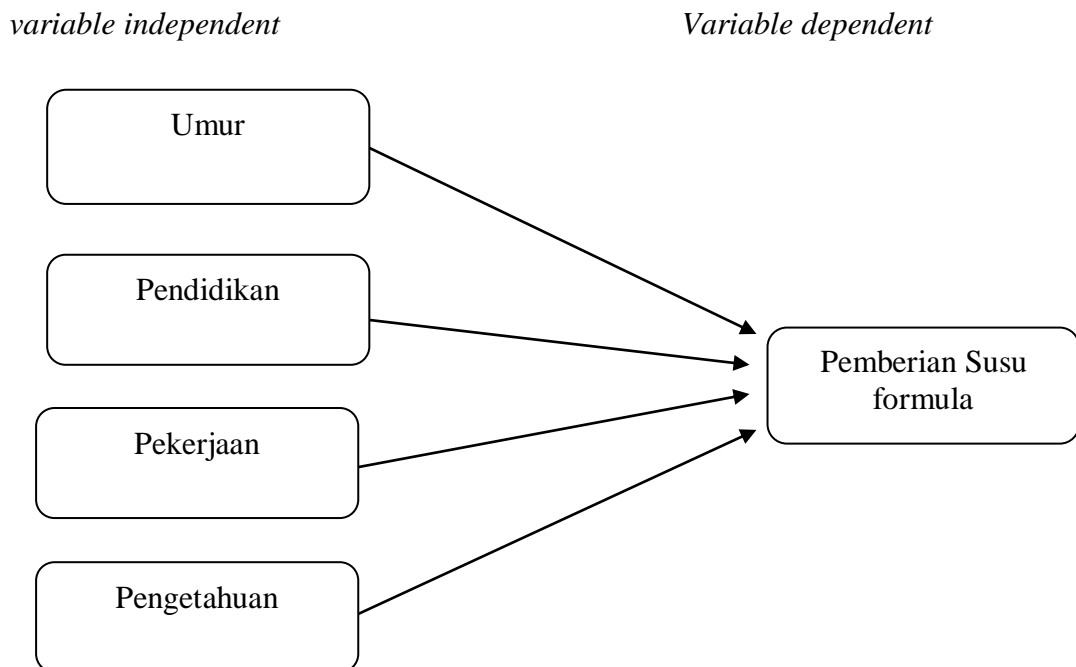 variable independent
Variable dependent
Umur
Pendidikan
Pemberian Susu
formula
Pekerjaan
Pengetahuan